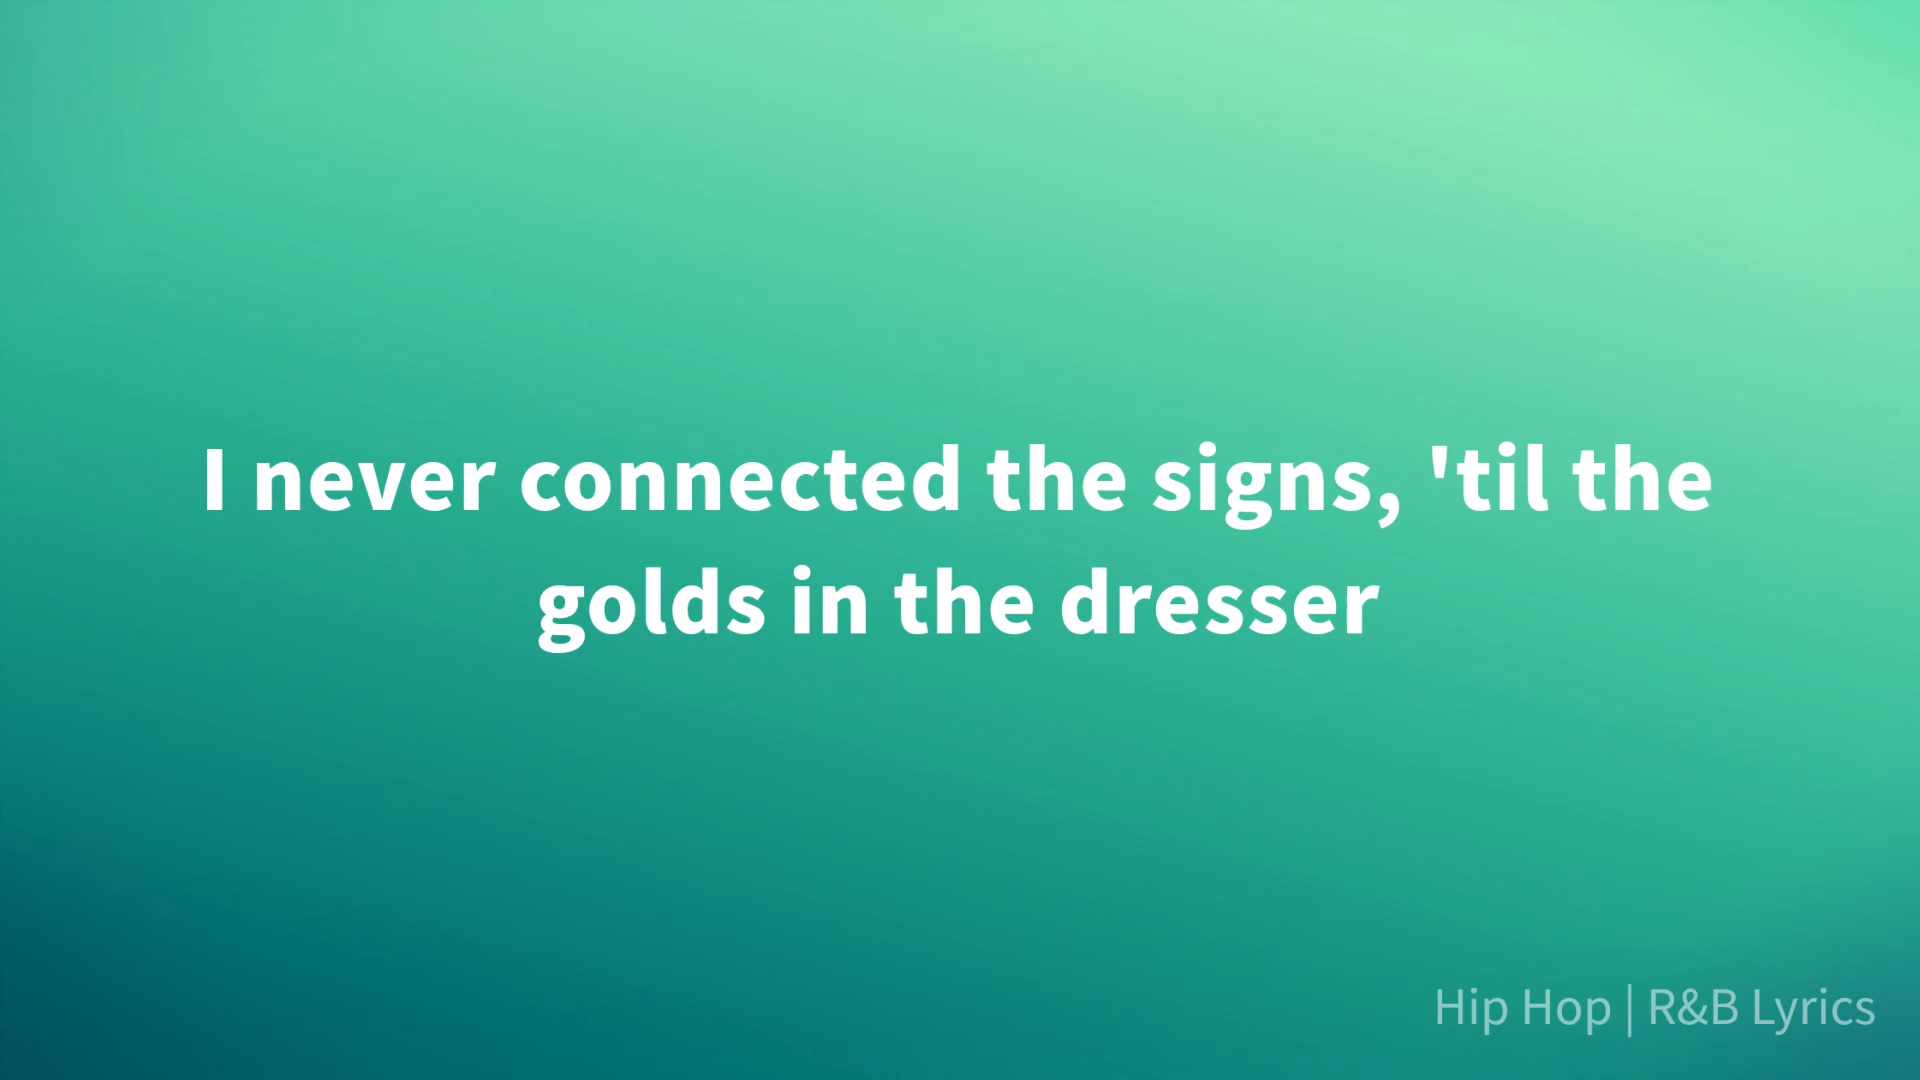 I never connected the signs, 'til the
golds in the dresser
Hip Hop | R&B Lyrics